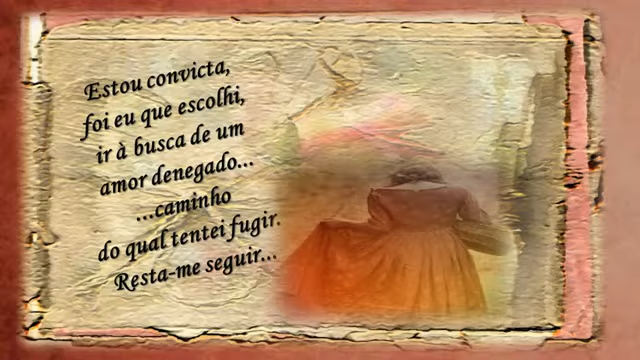 Estou convicta,
foi eu que escolhi,
ir à busca de um
amor denegado...
...caminho
do qual tentei fugir.
Resta-me seguir...